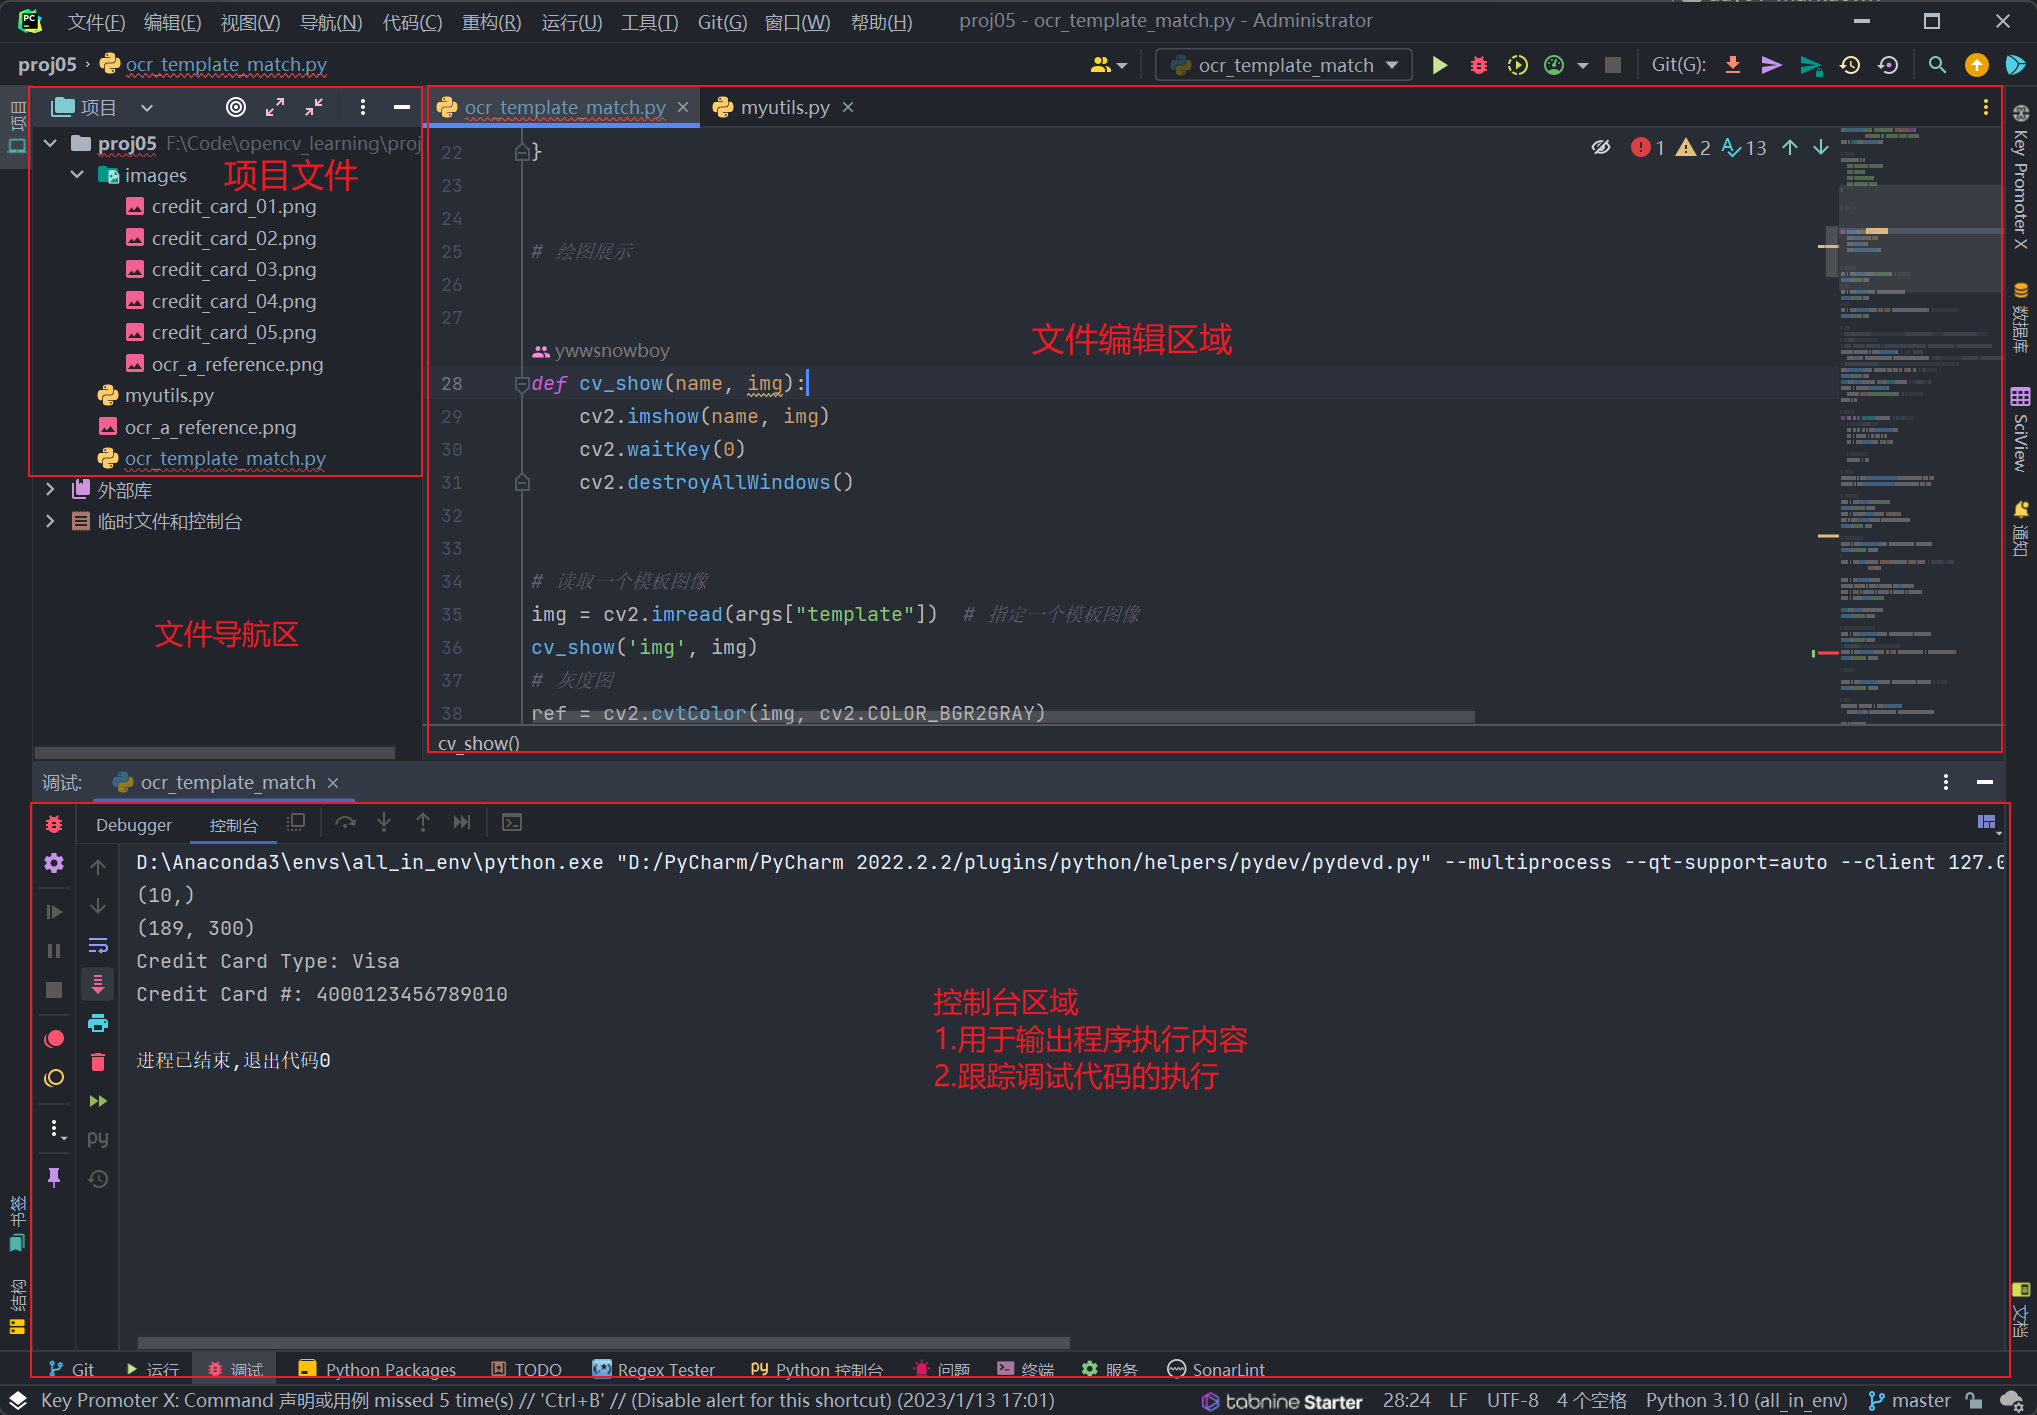 文件(F) 编辑(E) 视图(V) 导航(N) 代码(C) 重构(R) 运行(U) 工具(T) Git(G) 窗口(W) 帮助(H) proj05 - ocr_template_match.py - Administrator
proj05 › ocr_template_match.py ocr_template_match Git(G):
项目
项目
proj05 F:\Code\opencv_learning\proj
images
credit_card_01.png
credit_card_02.png
credit_card_03.png
credit_card_04.png
credit_card_05.png
ocr_a_reference.png
myutils.py
ocr_a_reference.png
ocr_template_match.py
外部库
临时文件和控制台
项目文件
文件导航区
ocr_template_match.py myutils.py
1 2 13
22 }
23
24
25 # 绘图展示
26
27
ywwsnowboy
28 def cv_show(name, img):
29 cv2.imshow(name, img)
30 cv2.waitKey(0)
31 cv2.destroyAllWindows()
32
33
34 # 读取一个模板图像
35 img = cv2.imread(args["template"]) # 指定一个模板图像
36 cv_show('img', img)
37 # 灰度图
38 ref = cv2.cvtColor(img, cv2.COLOR_BGR2GRAY)
cv_show()
文件编辑区域
Key Promoter X
数据库
SciView
通知
文档
调试: ocr_template_match
Debugger 控制台
D:\Anaconda3\envs\all_in_env\python.exe "D:/PyCharm/PyCharm 2022.2.2/plugins/python/helpers/pydev/pydevd.py" --multiprocess --qt-support=auto --client 127.0
(10,)
(189, 300)
Credit Card Type: Visa
Credit Card #: 4000123456789010
进程已结束,退出代码0
控制台区域
1.用于输出程序执行内容
2.跟踪调试代码的执行
py
书签
结构
Git 运行 调试 Python Packages TODO Regex Tester Python 控制台 问题 终端 服务 SonarLint
Key Promoter X: Command 声明或用例 missed 5 time(s) // 'Ctrl+B' // (Disable alert for this shortcut) (2023/1/13 17:01) tabnine Starter 28:24 LF UTF-8 4 个空格 Python 3.10 (all_in_env) master